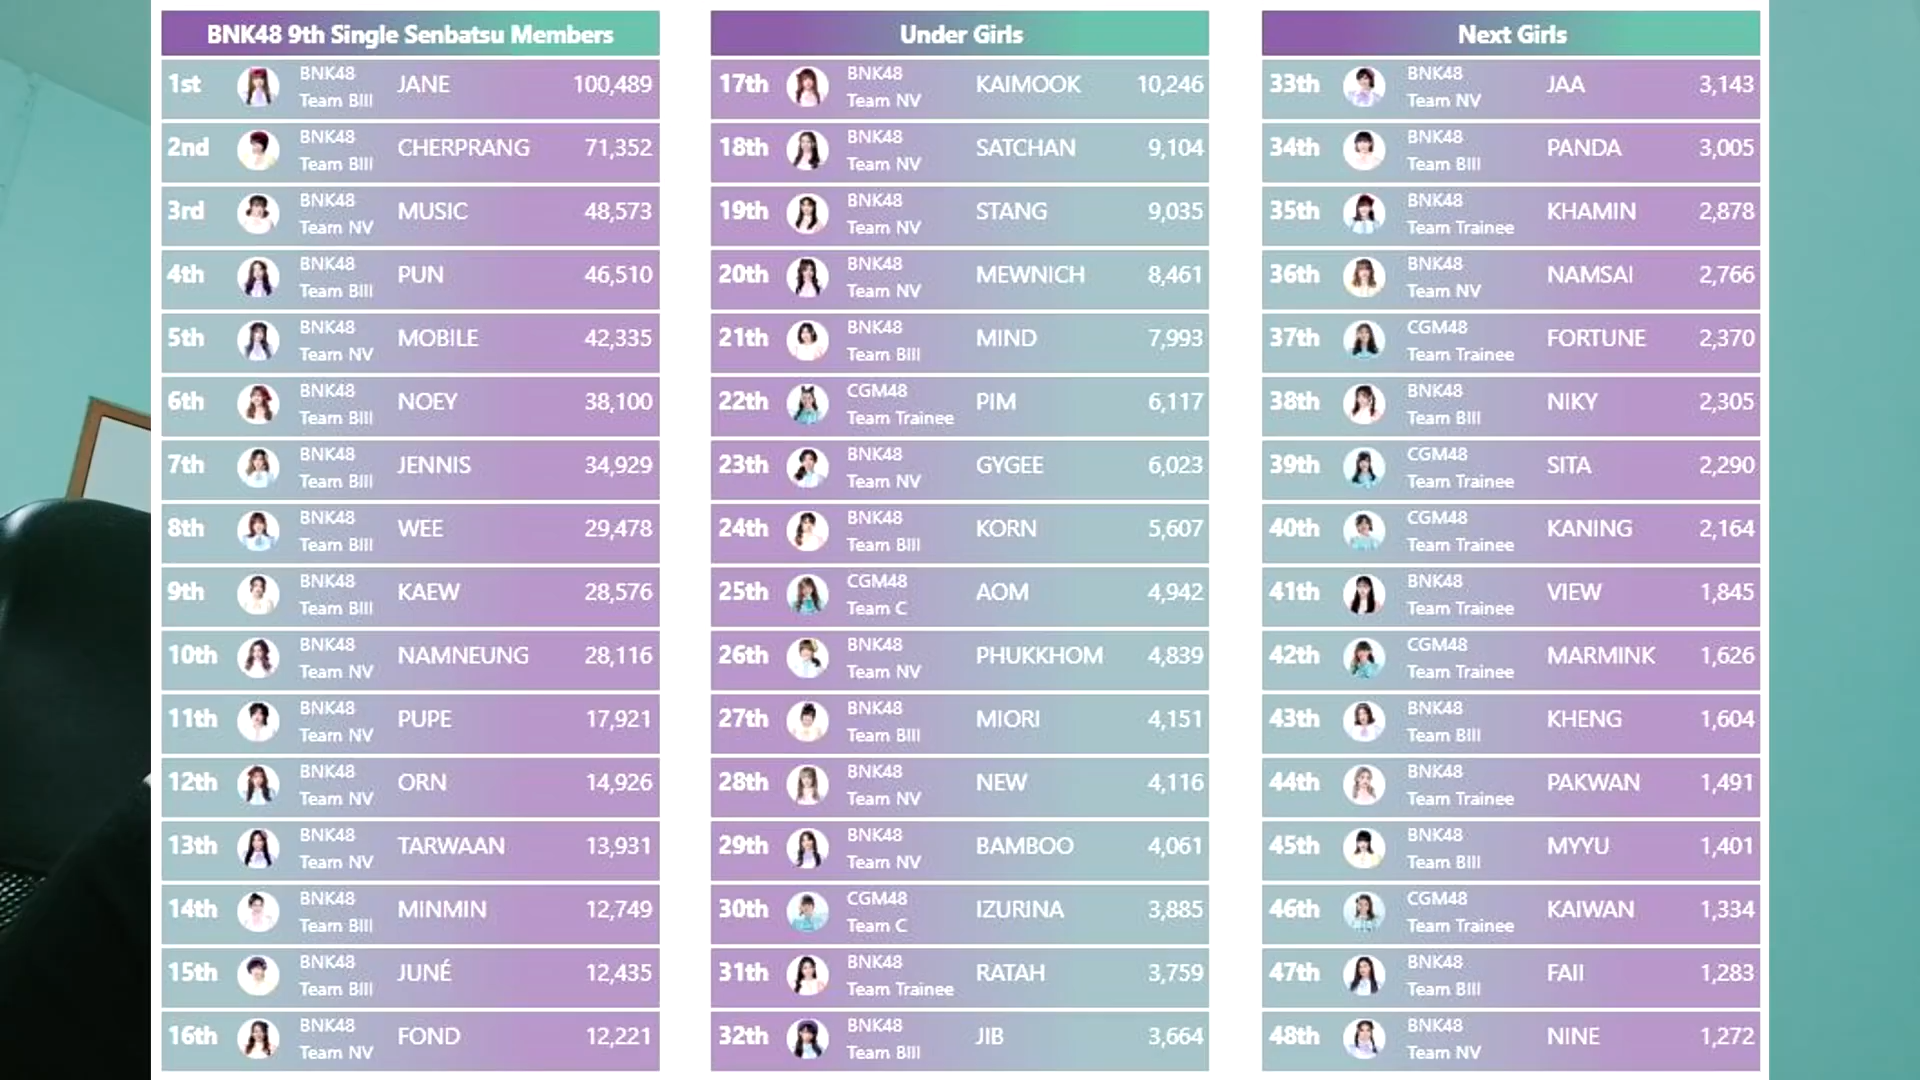 BNK48 9th Single Senbatsu Members
1st BNK48 Team BIII JANE 100,489
2nd BNK48 Team BIII CHERPRANG 71,352
3rd BNK48 Team NV MUSIC 48,573
4th BNK48 Team BIII PUN 46,510
5th BNK48 Team NV MOBILE 42,335
6th BNK48 Team BIII NOEY 38,100
7th BNK48 Team BIII JENNIS 34,929
8th BNK48 Team BIII WEE 29,478
9th BNK48 Team BIII KAEW 28,576
10th BNK48 Team NV NAMNEUNG 28,116
11th BNK48 Team NV PUPE 17,921
12th BNK48 Team NV ORN 14,926
13th BNK48 Team NV TARWAAN 13,931
14th BNK48 Team BIII MINMIN 12,749
15th BNK48 Team BIII JUNÉ 12,435
16th BNK48 Team NV FOND 12,221
Under Girls
17th BNK48 Team NV KAIMOOK 10,246
18th BNK48 Team NV SATCHAN 9,104
19th BNK48 Team NV STANG 9,035
20th BNK48 Team NV MEWNICH 8,461
21th BNK48 Team BIII MIND 7,993
22th CGM48 Team Trainee PIM 6,117
23th BNK48 Team NV GYGEE 6,023
24th BNK48 Team BIII KORN 5,607
25th CGM48 Team C AOM 4,942
26th BNK48 Team NV PHUKKHOM 4,839
27th BNK48 Team BIII MIORI 4,151
28th BNK48 Team NV NEW 4,116
29th BNK48 Team NV BAMBOO 4,061
30th CGM48 Team C IZURINA 3,885
31th BNK48 Team Trainee RATAH 3,759
32th BNK48 Team BIII JIB 3,664
Next Girls
33th BNK48 Team NV JAA 3,143
34th BNK48 Team BIII PANDA 3,005
35th BNK48 Team Trainee KHAMIN 2,878
36th BNK48 Team NV NAMSAI 2,766
37th CGM48 Team Trainee FORTUNE 2,370
38th BNK48 Team BIII NIKY 2,305
39th CGM48 Team Trainee SITA 2,290
40th CGM48 Team Trainee KANING 2,164
41th BNK48 Team Trainee VIEW 1,845
42th CGM48 Team Trainee MARMINK 1,626
43th BNK48 Team BIII KHENG 1,604
44th BNK48 Team Trainee PAKWAN 1,491
45th BNK48 Team BIII MYYU 1,401
46th CGM48 Team Trainee KAIWAN 1,334
47th BNK48 Team BIII FAII 1,283
48th BNK48 Team NV NINE 1,272